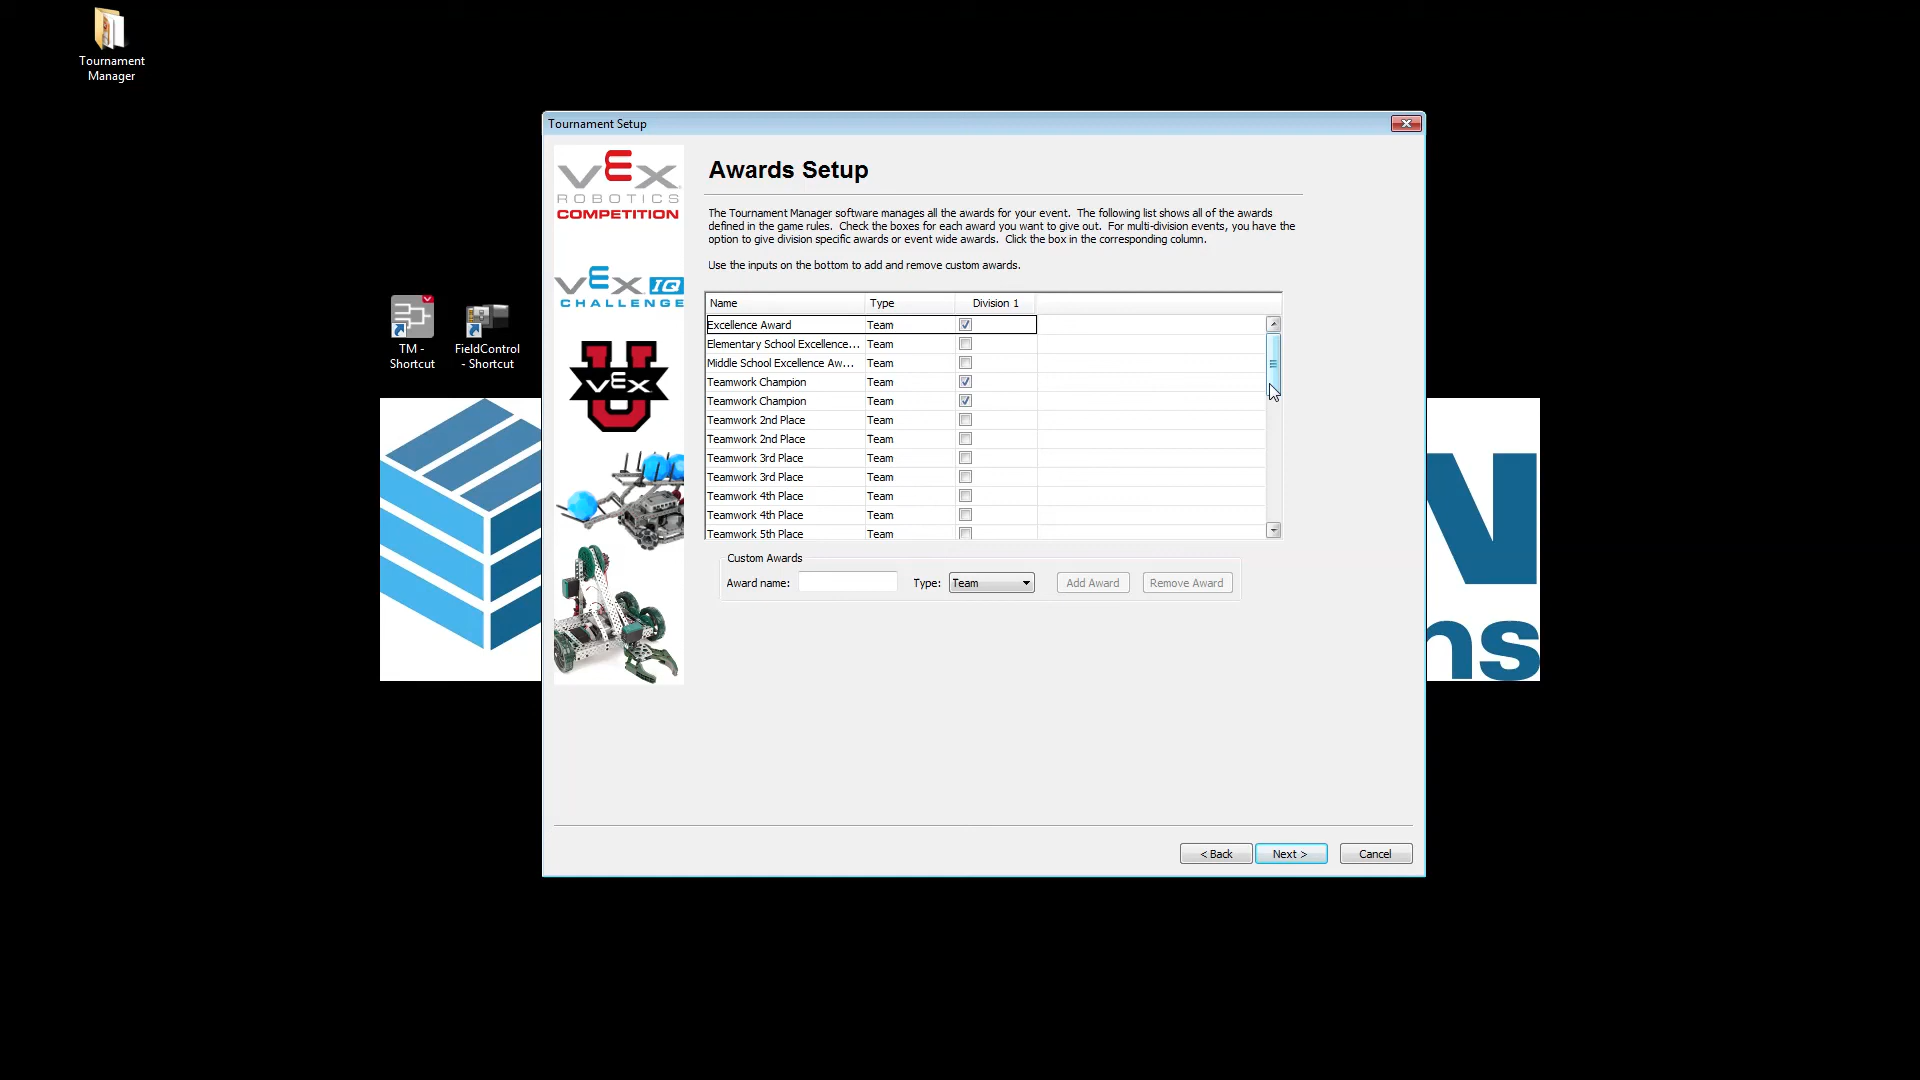 Tournament
Manager
Tournament Setup
VEX
ROBOTICS
COMPETITION
Awards Setup
The Tournament Manager software manages all the awards for your event. The following list shows all of the awards
defined in the game rules. Check the boxes for each award you want to give out. For multi-division events, you have the
option to give division specific awards or event wide awards. Click the box in the corresponding column.
Use the inputs on the bottom to add and remove custom awards.
VEX IQ
CHALLENGE
TM -
Shortcut
FieldControl
- Shortcut
VEX
U
Name Type Division 1
Excellence Award Team
Elementary School Excellence... Team
Middle School Excellence Aw... Team
Teamwork Champion Team
Teamwork Champion Team
Teamwork 2nd Place Team
Teamwork 2nd Place Team
Teamwork 3rd Place Team
Teamwork 3rd Place Team
Teamwork 4th Place Team
Teamwork 4th Place Team
Teamwork 5th Place Team
Custom Awards
Award name: Type: Team Add Award Remove Award
N
ns
< Back Next > Cancel